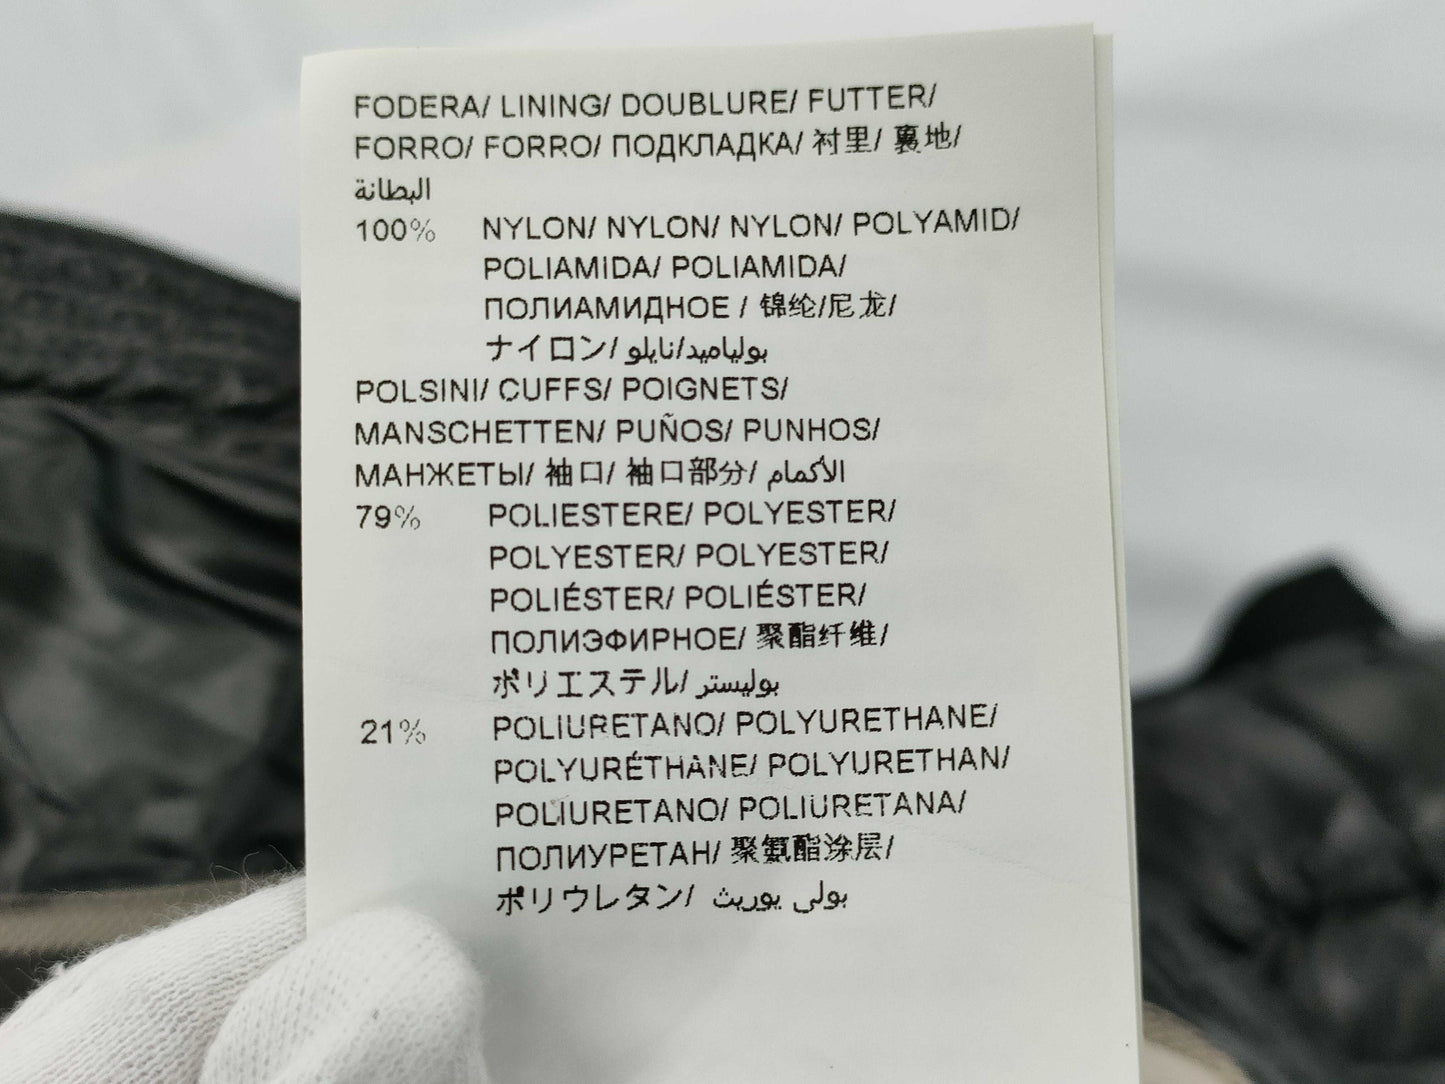 FODERA/ LINING/ DOUBLURE/ FUTTER/
FORRO/ FORRO/ ПОДКЛАДКА/ 衬里/ 裏地/
البطانة
100% NYLON/ NYLON/ NYLON/ POLYAMID/
POLIAMIDA/ POLIAMIDA/
ПОЛИАМИДНОЕ / 锦纶/尼龙/
ナイロン/ بولياميد/نايلو
POLSINI/ CUFFS/ POIGNETS/
MANSCHETTEN/ PUÑOS/ PUNHOS/
МАНЖЕТЫ/ 袖口/ 袖口部分/ الأكمام
79% POLIESTERE/ POLYESTER/
POLYESTER/ POLYESTER/
POLIÉSTER/ POLIÉSTER/
ПОЛИЭФИРНОЕ/ 聚酯纤维/
ポリエステル/ بوليستر
21% POLIURETANO/ POLYURETHANE/
POLYURÉTHANE/ POLYURETHAN/
POLIURETANO/ POLIURETANA/
ПОЛИУРЕТАН/ 聚氨酯涂层/
ポリウレタン/ بولي يوريث